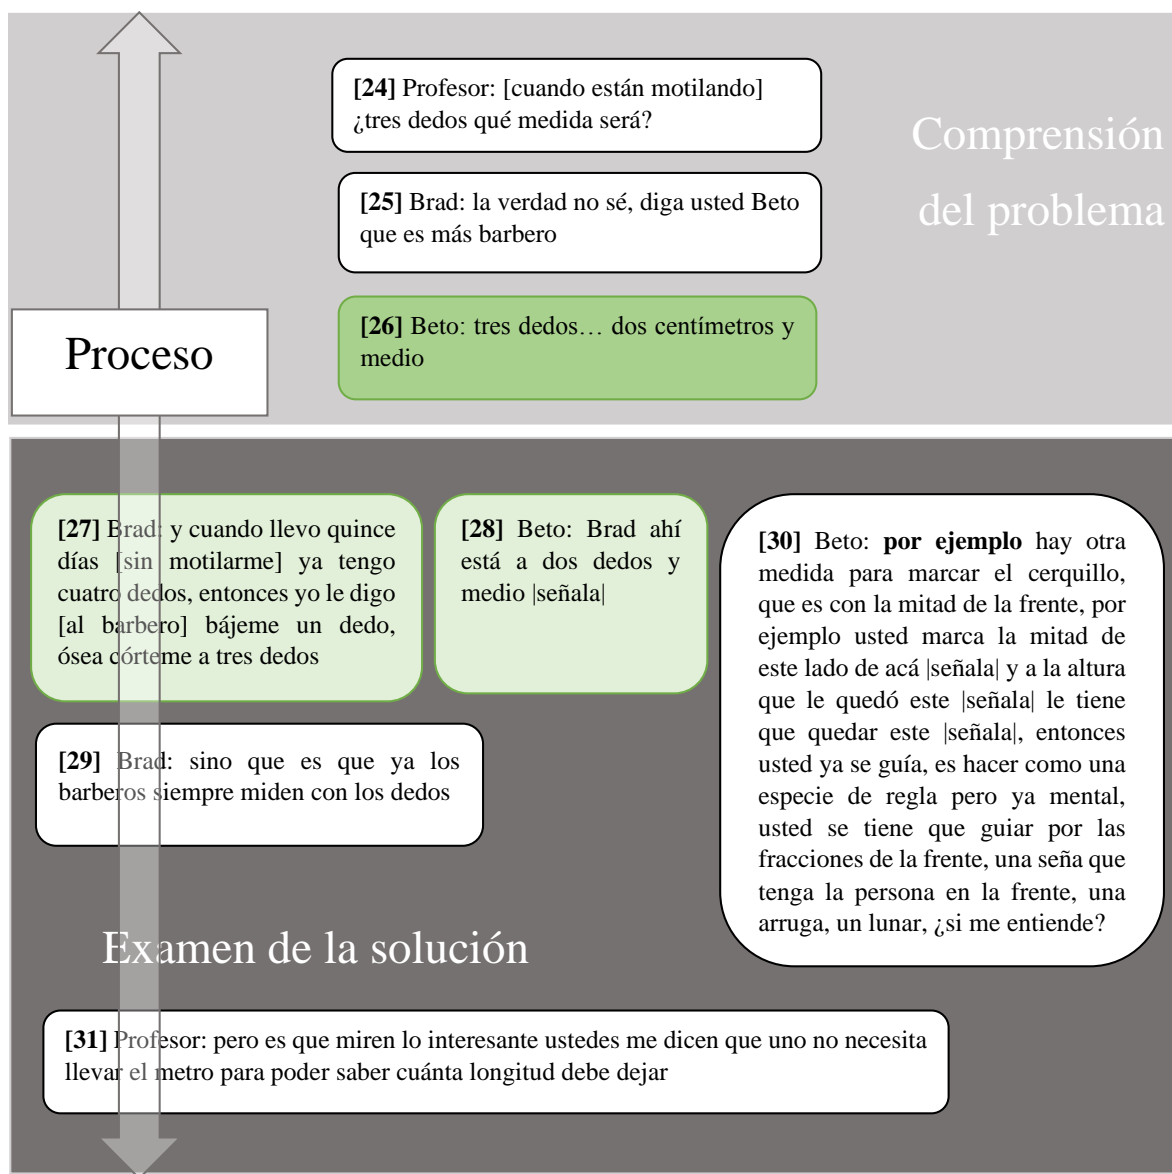 [24] Profesor: [cuando están motilando]
¿tres dedos qué medida será?
Comprensión
del problema
[25] Brad: la verdad no sé, diga usted Beto
que es más barbero
[26] Beto: tres dedos… dos centímetros y
medio
Proceso
[27] Brad: y cuando llevo quince
días [sin motilarme] ya tengo
cuatro dedos, entonces yo le digo
[al barbero] bájeme un dedo,
ósea córteme a tres dedos
[28] Beto: Brad ahí
está a dos dedos y
medio |señala|
[29] Brad: sino que es que ya los
barberos siempre miden con los dedos
[30] Beto: por ejemplo hay otra
medida para marcar el cerquillo,
que es con la mitad de la frente, por
ejemplo usted marca la mitad de
este lado de acá |señala| y a la altura
que le quedó este |señala| le tiene
que quedar este |señala|, entonces
usted ya se guía, es hacer como una
especie de regla pero ya mental,
usted se tiene que guiar por las
fracciones de la frente, una seña que
tenga la persona en la frente, una
arruga, un lunar, ¿si me entiende?
Examen de la solución
[31] Profesor: pero es que miren lo interesante ustedes me dicen que uno no necesita
llevar el metro para poder saber cuánta longitud debe dejar